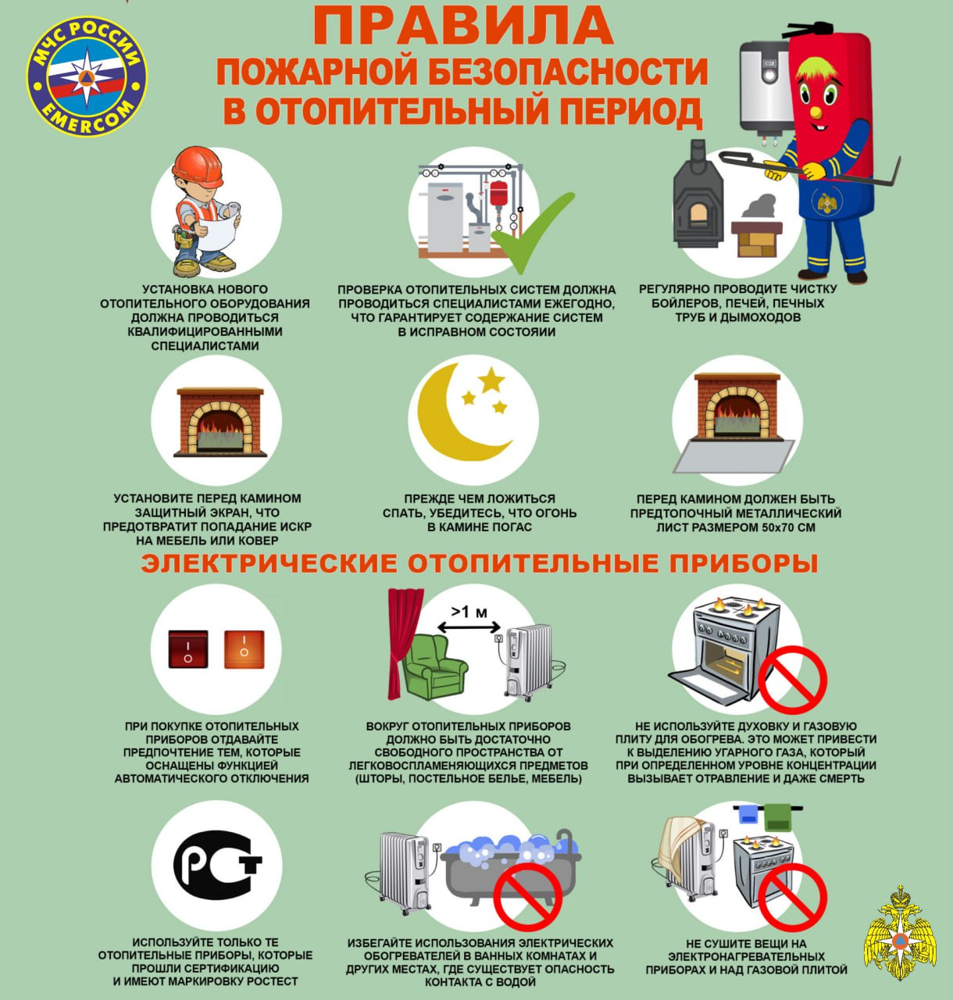 МЧС РОССИИ
EMERCOM
ПРАВИЛА
ПОЖАРНОЙ БЕЗОПАСНОСТИ
В ОТОПИТЕЛЬНЫЙ ПЕРИОД
УСТАНОВКА НОВОГО
ОТОПИТЕЛЬНОГО ОБОРУДОВАНИЯ
ДОЛЖНА ПРОВОДИТЬСЯ
КВАЛИФИЦИРОВАННЫМИ
СПЕЦИАЛИСТАМИ
ПРОВЕРКА ОТОПИТЕЛЬНЫХ СИСТЕМ ДОЛЖНА
ПРОВОДИТЬСЯ СПЕЦИАЛИСТАМИ ЕЖЕГОДНО,
ЧТО ГАРАНТИРУЕТ СОДЕРЖАНИЕ СИСТЕМ
В ИСПРАВНОМ СОСТОЯИИ
РЕГУЛЯРНО ПРОВОДИТЕ ЧИСТКУ
БОЙЛЕРОВ, ПЕЧЕЙ, ПЕЧНЫХ
ТРУБ И ДЫМОХОДОВ
УСТАНОВИТЕ ПЕРЕД КАМИНОМ
ЗАЩИТНЫЙ ЭКРАН, ЧТО
ПРЕДОТВРАТИТ ПОПАДАНИЕ ИСКР
НА МЕБЕЛЬ ИЛИ КОВЕР
ПРЕЖДЕ ЧЕМ ЛОЖИТЬСЯ
СПАТЬ, УБЕДИТЕСЬ, ЧТО ОГОНЬ
В КАМИНЕ ПОГАС
ПЕРЕД КАМИНОМ ДОЛЖЕН БЫТЬ
ПРЕДТОПОЧНЫЙ МЕТАЛЛИЧЕСКИЙ
ЛИСТ РАЗМЕРОМ 50х70 СМ
ЭЛЕКТРИЧЕСКИЕ ОТОПИТЕЛЬНЫЕ ПРИБОРЫ
>1 м
ПРИ ПОКУПКЕ ОТОПИТЕЛЬНЫХ
ПРИБОРОВ ОТДАВАЙТЕ
ПРЕДПОЧТЕНИЕ ТЕМ, КОТОРЫЕ
ОСНАЩЕНЫ ФУНКЦИЕЙ
АВТОМАТИЧЕСКОГО ОТКЛЮЧЕНИЯ
ВОКРУГ ОТОПИТЕЛЬНЫХ ПРИБОРОВ
ДОЛЖНО БЫТЬ ДОСТАТОЧНО
СВОБОДНОГО ПРОСТРАНСТВА ОТ
ЛЕГКОВОСПЛАМЕНЯЮЩИХСЯ ПРЕДМЕТОВ
(ШТОРЫ, ПОСТЕЛЬНОЕ БЕЛЬЕ, МЕБЕЛЬ)
НЕ ИСПОЛЬЗУЙТЕ ДУХОВКУ И ГАЗОВУЮ
ПЛИТУ ДЛЯ ОБОГРЕВА. ЭТО МОЖЕТ ПРИВЕСТИ
К ВЫДЕЛЕНИЮ УГАРНОГО ГАЗА, КОТОРЫЙ
ПРИ ОПРЕДЕЛЕННОМ УРОВНЕ КОНЦЕНТРАЦИИ
ВЫЗЫВАЕТ ОТРАВЛЕНИЕ И ДАЖЕ СМЕРТЬ
РСТ
ИСПОЛЬЗУЙТЕ ТОЛЬКО ТЕ
ОТОПИТЕЛЬНЫЕ ПРИБОРЫ, КОТОРЫЕ
ПРОШЛИ СЕРТИФИКАЦИЮ
И ИМЕЮТ МАРКИРОВКУ РОСТЕСТ
ИЗБЕГАЙТЕ ИСПОЛЬЗОВАНИЯ ЭЛЕКТРИЧЕСКИХ
ОБОГРЕВАТЕЛЕЙ В ВАННЫХ КОМНАТАХ И
ДРУГИХ МЕСТАХ, ГДЕ СУЩЕСТВУЕТ ОПАСНОСТЬ
КОНТАКТА С ВОДОЙ
НЕ СУШИТЕ ВЕЩИ НА
ЭЛЕКТРОНАГРЕВАТЕЛЬНЫХ
ПРИБОРАХ И НАД ГАЗОВОЙ ПЛИТОЙ